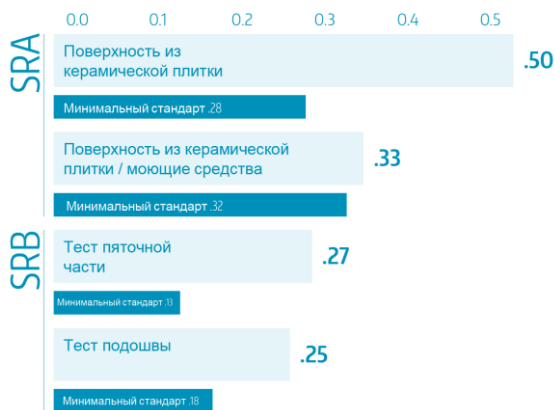 0.0 0.1 0.2 0.3 0.4 0.5
SRA
Поверхность из
керамической плитки
.50
Минимальный стандарт .28
Поверхность из керамической
плитки / моющие средства
.33
Минимальный стандарт .32
SRB
Тест пяточной
части
.27
Минимальный стандарт .13
Тест подошвы
.25
Минимальный стандарт .18